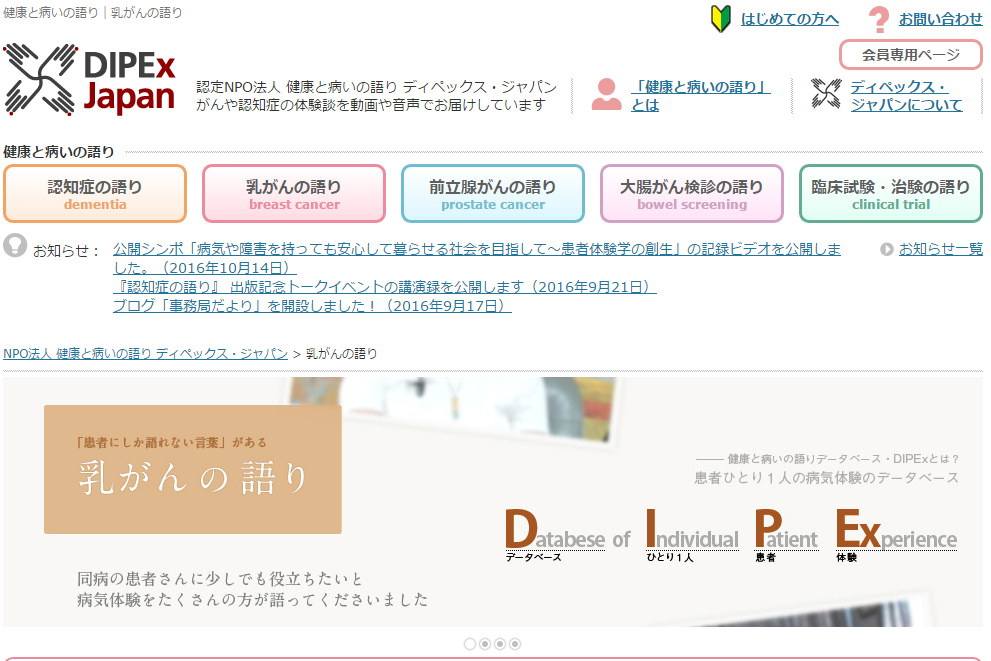 健康と病いの語り｜乳がんの語り
はじめての方へ
お問い合わせ
会員専用ページ
DIPEx
Japan
認定NPO法人 健康と病いの語り ディペックス・ジャパン
がんや認知症の体験談を動画や音声でお届けしています
「健康と病いの語り」
とは
ディペックス・
ジャパンについて
健康と病いの語り
認知症の語り
dementia
乳がんの語り
breast cancer
前立腺がんの語り
prostate cancer
大腸がん検診の語り
bowel screening
臨床試験・治験の語り
clinical trial
お知らせ：
公開シンポ「病気や障害を持っても安心して暮らせる社会を目指して～患者体験学の創生」の記録ビデオを公開しま
した。（2016年10月14日）
『認知症の語り』 出版記念トークイベントの講演録を公開します（2016年9月21日）
ブログ「事務局だより」を開設しました！（2016年9月17日）
お知らせ一覧
NPO法人 健康と病いの語り ディペックス・ジャパン > 乳がんの語り
「患者にしか語れない言葉」がある
乳がんの語り
健康と病いの語りデータベース・DIPExとは？
患者ひとり１人の病気体験のデータベース
Databese of Individual Patient Experience
データベース ひとり１人 患者 体験
同病の患者さんに少しでも役立ちたいと
病気体験をたくさんの方が語ってくださいました